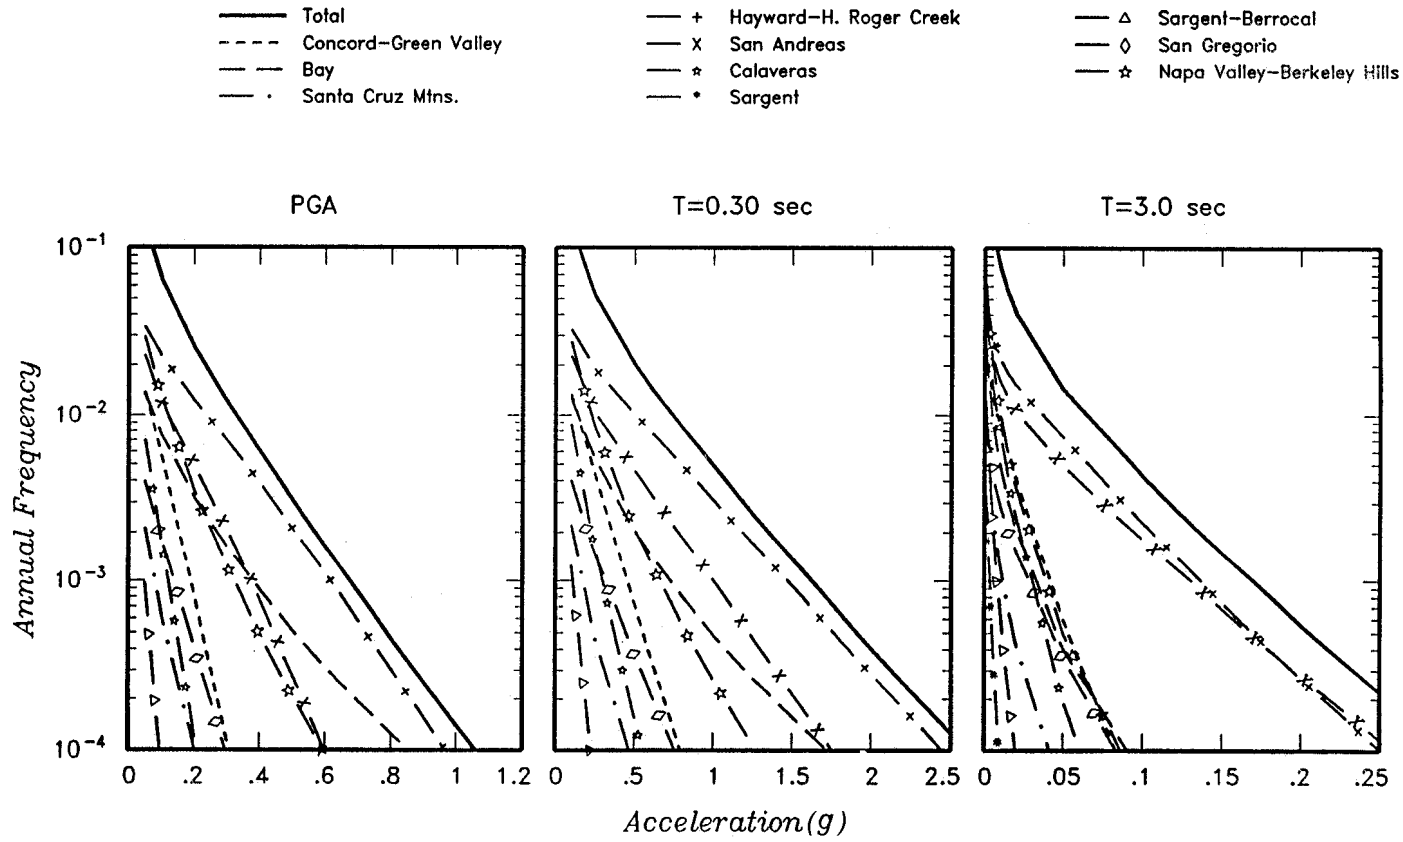 Total
Concord-Green Valley
Bay
Santa Cruz Mtns.
Hayward-H. Roger Creek
San Andreas
Calaveras
Sargent
Sargent-Berrocal
San Gregorio
Napa Valley-Berkeley Hills
PGA
T=0.30 sec
T=3.0 sec
Annual Frequency
10⁻¹
10⁻²
10⁻³
10⁻⁴
0 .2 .4 .6 .8 1 1.2
0 .5 1 1.5 2 2.5
0 .05 .1 .15 .2 .25
Acceleration(g)